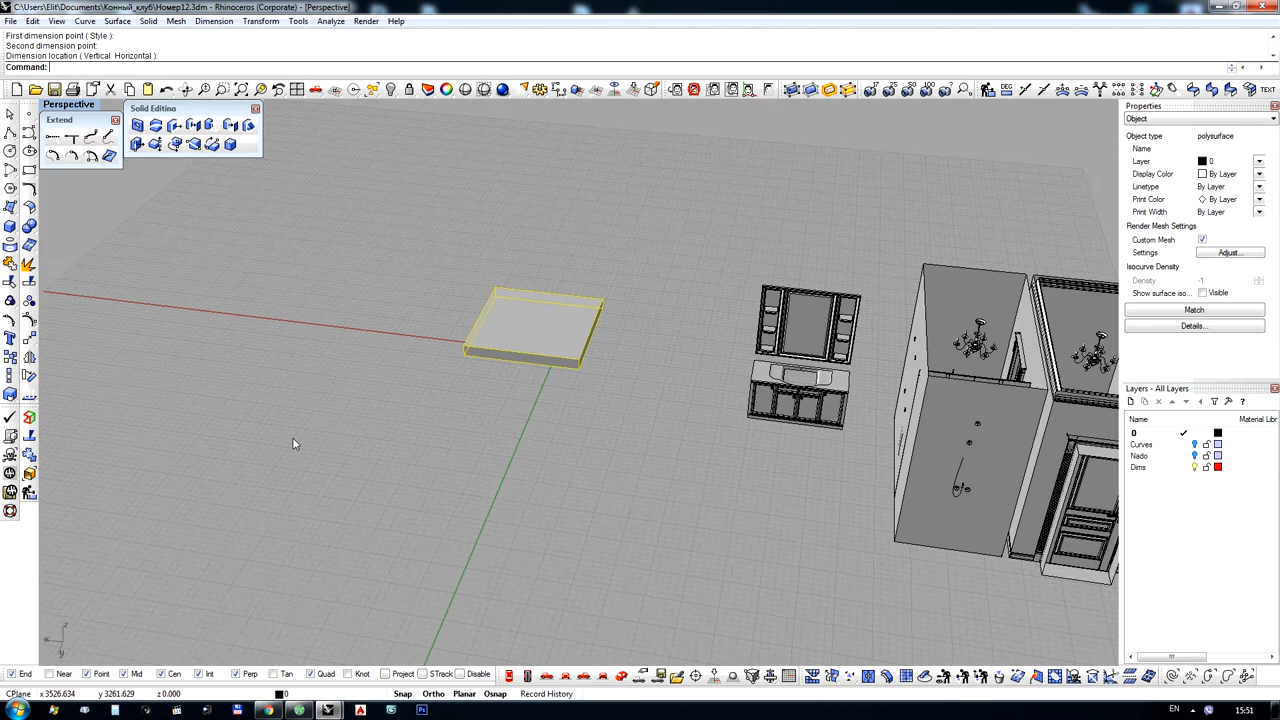 C:\Users\Elit\Documents\Конный_клуб\Номер12.3dm - Rhinoceros (Corporate) - [Perspective]
File Edit View Curve Surface Solid Mesh Dimension Transform Tools Analyze Render Help
First dimension point ( Style ):
Second dimension point:
Dimension location ( Vertical Horizontal ):
Command:
DEG
TEXT
Perspective
Extend
Solid Editing
z
x
y
Properties
Object
Object type polysurface
Name
Layer 0
Display Color By Layer
Linetype By Layer
Print Color By Layer
Print Width By Layer
Render Mesh Settings
Custom Mesh
Settings Adjust...
Isocurve Density
Density -1
Show surface iso... Visible
Match
Details...
Layers - All Layers
Name Material Libr
0
Curves
Nado
Dims
End Near Point Mid Cen Int Perp Tan Quad Knot Project STrack Disable
CPlane x 3526.634 y 3261.629 z 0.000 0 Snap Ortho Planar Osnap Record History
EN 15:51